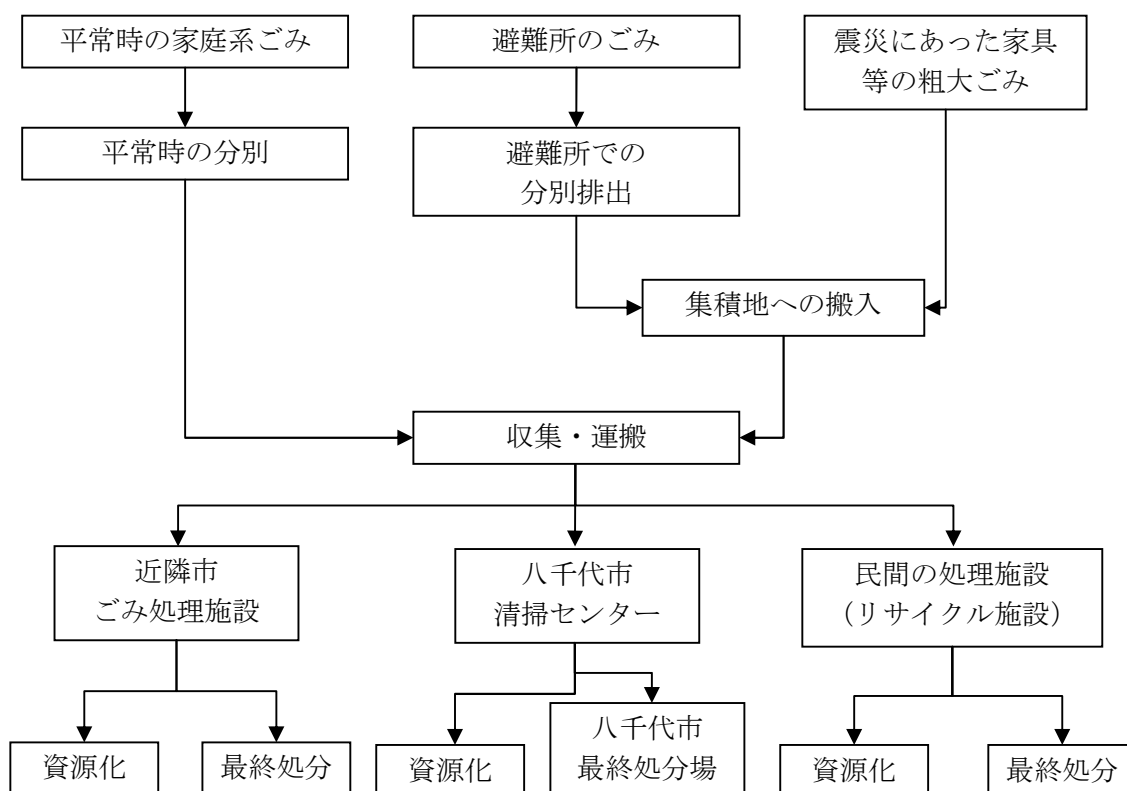 平常時の家庭系ごみ
避難所のごみ
震災にあった家具
等の粗大ごみ
平常時の分別
避難所での
分別排出
集積地への搬入
収集・運搬
近隣市
ごみ処理施設
八千代市
清掃センター
民間の処理施設
（リサイクル施設）
資源化
最終処分
資源化
八千代市
最終処分場
資源化
最終処分